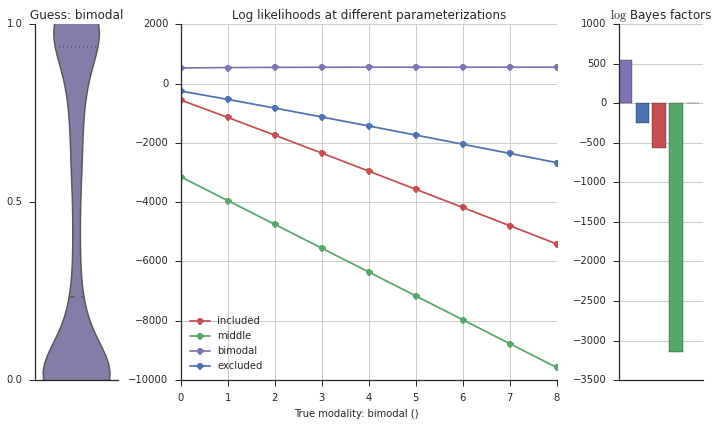 Guess: bimodal
1.0
0.5
0.0
Log likelihoods at different parameterizations
2000
0
−2000
−4000
−6000
−8000
−10000
included
middle
bimodal
excluded
0 1 2 3 4 5 6 7 8
True modality: bimodal ()
log Bayes factors
1000
500
0
−500
−1000
−1500
−2000
−2500
−3000
−3500